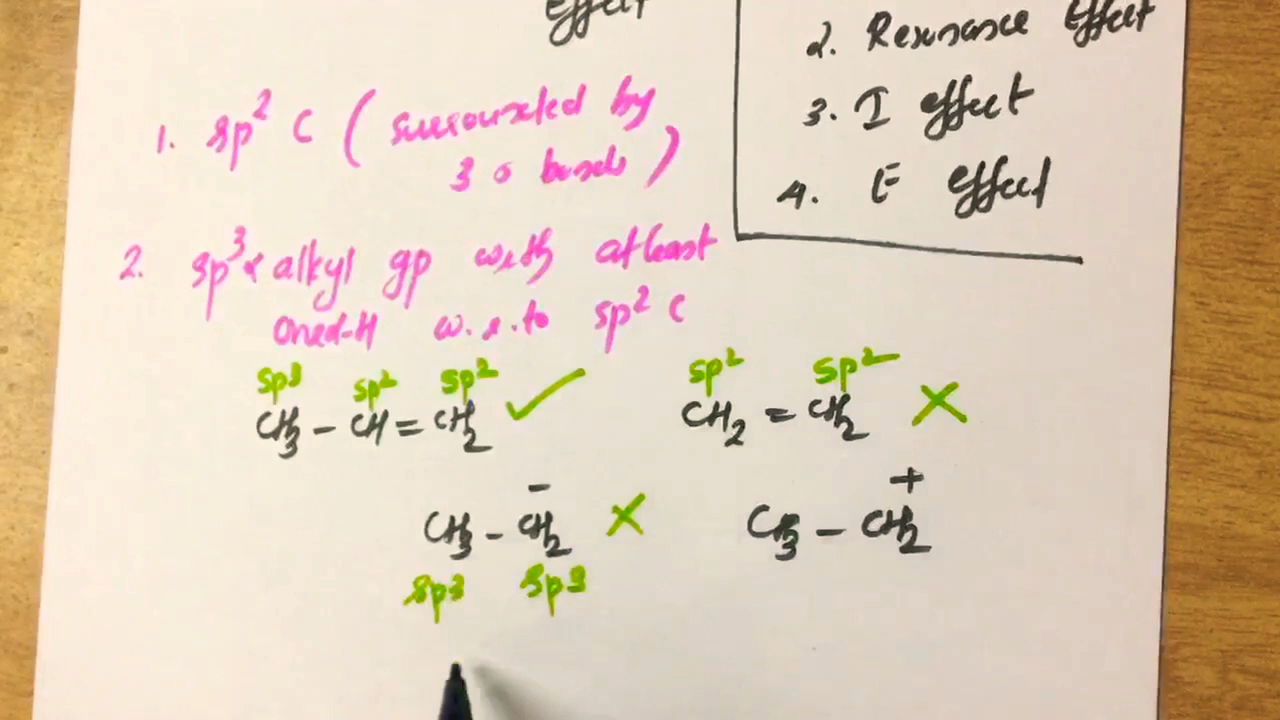 effect
2. Resonance Effect
3. I effect
4. E effect
1. sp² C ( surrounded by
3 σ bonds )
2. sp³ α alkyl gp with atleast
one α-H w.r.to sp² C
sp3 sp² sp²
CH₃ - CH = CH₂ ✓
sp² sp²
CH₂ = CH₂ ×
CH₃ - C̄H₂ ×
sp3 sp3
+
CH₃ - CH₂